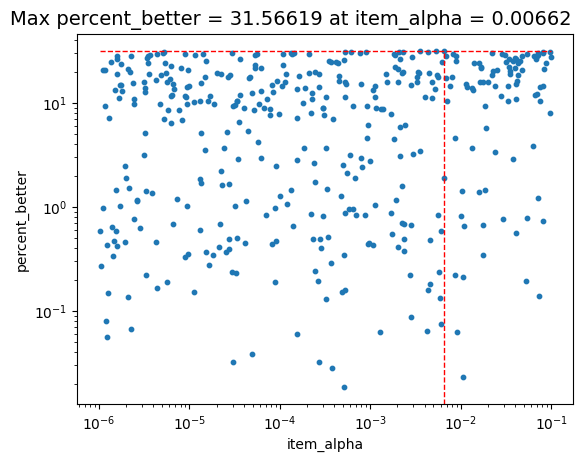 Max percent_better = 31.56619 at item_alpha = 0.00662
percent_better
10¹
10⁰
10⁻¹
10⁻⁶ 10⁻⁵ 10⁻⁴ 10⁻³ 10⁻² 10⁻¹
item_alpha